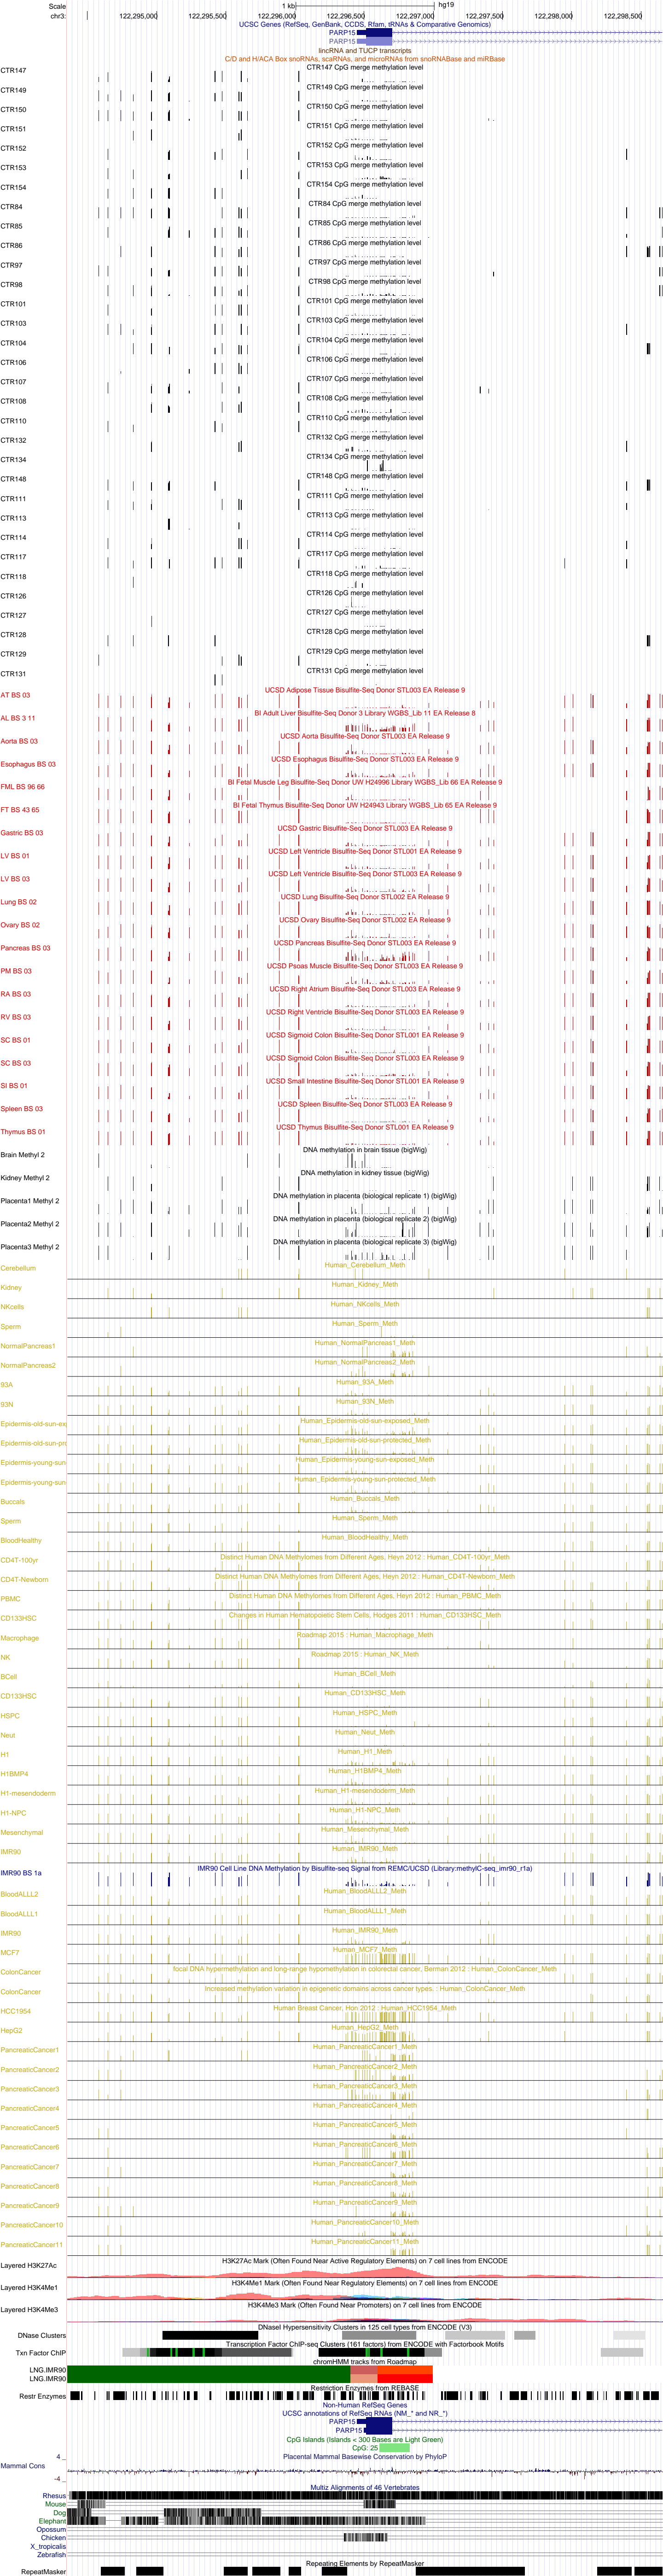 Scale 1 kb hg19
chr3: 122,295,000 122,295,500 122,296,000 122,296,500 122,297,000 122,297,500 122,298,000 122,298,500
UCSC Genes (RefSeq, GenBank, CCDS, Rfam, tRNAs & Comparative Genomics)
PARP15
PARP15
lincRNA and TUCP transcripts
C/D and H/ACA Box snoRNAs, scaRNAs, and microRNAs from snoRNABase and miRBase
CTR147 CTR147 CpG merge methylation level
CTR149 CTR149 CpG merge methylation level
CTR150 CTR150 CpG merge methylation level
CTR151 CTR151 CpG merge methylation level
CTR152 CTR152 CpG merge methylation level
CTR153 CTR153 CpG merge methylation level
CTR154 CTR154 CpG merge methylation level
CTR84 CTR84 CpG merge methylation level
CTR85 CTR85 CpG merge methylation level
CTR86 CTR86 CpG merge methylation level
CTR97 CTR97 CpG merge methylation level
CTR98 CTR98 CpG merge methylation level
CTR101 CTR101 CpG merge methylation level
CTR103 CTR103 CpG merge methylation level
CTR104 CTR104 CpG merge methylation level
CTR106 CTR106 CpG merge methylation level
CTR107 CTR107 CpG merge methylation level
CTR108 CTR108 CpG merge methylation level
CTR110 CTR110 CpG merge methylation level
CTR132 CTR132 CpG merge methylation level
CTR134 CTR134 CpG merge methylation level
CTR148 CTR148 CpG merge methylation level
CTR111 CTR111 CpG merge methylation level
CTR113 CTR113 CpG merge methylation level
CTR114 CTR114 CpG merge methylation level
CTR117 CTR117 CpG merge methylation level
CTR118 CTR118 CpG merge methylation level
CTR126 CTR126 CpG merge methylation level
CTR127 CTR127 CpG merge methylation level
CTR128 CTR128 CpG merge methylation level
CTR129 CTR129 CpG merge methylation level
CTR131 CTR131 CpG merge methylation level
AT BS 03 UCSD Adipose Tissue Bisulfite-Seq Donor STL003 EA Release 9
AL BS 3 11 BI Adult Liver Bisulfite-Seq Donor 3 Library WGBS_Lib 11 EA Release 8
Aorta BS 03 UCSD Aorta Bisulfite-Seq Donor STL003 EA Release 9
Esophagus BS 03 UCSD Esophagus Bisulfite-Seq Donor STL003 EA Release 9
FML BS 96 66 BI Fetal Muscle Leg Bisulfite-Seq Donor UW H24996 Library WGBS_Lib 66 EA Release 9
FT BS 43 65 BI Fetal Thymus Bisulfite-Seq Donor UW H24943 Library WGBS_Lib 65 EA Release 9
Gastric BS 03 UCSD Gastric Bisulfite-Seq Donor STL003 EA Release 9
LV BS 01 UCSD Left Ventricle Bisulfite-Seq Donor STL001 EA Release 9
LV BS 03 UCSD Left Ventricle Bisulfite-Seq Donor STL003 EA Release 9
Lung BS 02 UCSD Lung Bisulfite-Seq Donor STL002 EA Release 9
Ovary BS 02 UCSD Ovary Bisulfite-Seq Donor STL002 EA Release 9
Pancreas BS 03 UCSD Pancreas Bisulfite-Seq Donor STL003 EA Release 9
PM BS 03 UCSD Psoas Muscle Bisulfite-Seq Donor STL003 EA Release 9
RA BS 03 UCSD Right Atrium Bisulfite-Seq Donor STL003 EA Release 9
RV BS 03 UCSD Right Ventricle Bisulfite-Seq Donor STL003 EA Release 9
SC BS 01 UCSD Sigmoid Colon Bisulfite-Seq Donor STL001 EA Release 9
SC BS 03 UCSD Sigmoid Colon Bisulfite-Seq Donor STL003 EA Release 9
SI BS 01 UCSD Small Intestine Bisulfite-Seq Donor STL001 EA Release 9
Spleen BS 03 UCSD Spleen Bisulfite-Seq Donor STL003 EA Release 9
Thymus BS 01 UCSD Thymus Bisulfite-Seq Donor STL001 EA Release 9
Brain Methyl 2 DNA methylation in brain tissue (bigWig)
Kidney Methyl 2 DNA methylation in kidney tissue (bigWig)
Placenta1 Methyl 2 DNA methylation in placenta (biological replicate 1) (bigWig)
Placenta2 Methyl 2 DNA methylation in placenta (biological replicate 2) (bigWig)
Placenta3 Methyl 2 DNA methylation in placenta (biological replicate 3) (bigWig)
Cerebellum Human_Cerebellum_Meth
Kidney Human_Kidney_Meth
NKcells Human_NKcells_Meth
Sperm Human_Sperm_Meth
NormalPancreas1 Human_NormalPancreas1_Meth
NormalPancreas2 Human_NormalPancreas2_Meth
93A Human_93A_Meth
93N Human_93N_Meth
Epidermis-old-sun-ex Human_Epidermis-old-sun-exposed_Meth
Epidermis-old-sun-pr Human_Epidermis-old-sun-protected_Meth
Epidermis-young-sun Human_Epidermis-young-sun-exposed_Meth
Epidermis-young-sun Human_Epidermis-young-sun-protected_Meth
Buccals Human_Buccals_Meth
Sperm Human_Sperm_Meth
BloodHealthy Human_BloodHealthy_Meth
CD4T-100yr Distinct Human DNA Methylomes from Different Ages, Heyn 2012 : Human_CD4T-100yr_Meth
CD4T-Newborn Distinct Human DNA Methylomes from Different Ages, Heyn 2012 : Human_CD4T-Newborn_Meth
PBMC Distinct Human DNA Methylomes from Different Ages, Heyn 2012 : Human_PBMC_Meth
CD133HSC Changes in Human Hematopoietic Stem Cells, Hodges 2011 : Human_CD133HSC_Meth
Macrophage Roadmap 2015 : Human_Macrophage_Meth
NK Roadmap 2015 : Human_NK_Meth
BCell Human_BCell_Meth
CD133HSC Human_CD133HSC_Meth
HSPC Human_HSPC_Meth
Neut Human_Neut_Meth
H1 Human_H1_Meth
H1BMP4 Human_H1BMP4_Meth
H1-mesendoderm Human_H1-mesendoderm_Meth
H1-NPC Human_H1-NPC_Meth
Mesenchymal Human_Mesenchymal_Meth
IMR90 Human_IMR90_Meth
IMR90 BS 1a IMR90 Cell Line DNA Methylation by Bisulfite-seq Signal from REMC/UCSD (Library:methylC-seq_imr90_r1a)
BloodALLL2 Human_BloodALLL2_Meth
BloodALLL1 Human_BloodALLL1_Meth
IMR90 Human_IMR90_Meth
MCF7 Human_MCF7_Meth
ColonCancer focal DNA hypermethylation and long-range hypomethylation in colorectal cancer, Berman 2012 : Human_ColonCancer_Meth
ColonCancer Increased methylation variation in epigenetic domains across cancer types. : Human_ColonCancer_Meth
HCC1954 Human Breast Cancer, Hon 2012 : Human_HCC1954_Meth
HepG2 Human_HepG2_Meth
PancreaticCancer1 Human_PancreaticCancer1_Meth
PancreaticCancer2 Human_PancreaticCancer2_Meth
PancreaticCancer3 Human_PancreaticCancer3_Meth
PancreaticCancer4 Human_PancreaticCancer4_Meth
PancreaticCancer5 Human_PancreaticCancer5_Meth
PancreaticCancer6 Human_PancreaticCancer6_Meth
PancreaticCancer7 Human_PancreaticCancer7_Meth
PancreaticCancer8 Human_PancreaticCancer8_Meth
PancreaticCancer9 Human_PancreaticCancer9_Meth
PancreaticCancer10 Human_PancreaticCancer10_Meth
PancreaticCancer11 Human_PancreaticCancer11_Meth
Layered H3K27Ac H3K27Ac Mark (Often Found Near Active Regulatory Elements) on 7 cell lines from ENCODE
Layered H3K4Me1 H3K4Me1 Mark (Often Found Near Regulatory Elements) on 7 cell lines from ENCODE
Layered H3K4Me3 H3K4Me3 Mark (Often Found Near Promoters) on 7 cell lines from ENCODE
DNaseI Hypersensitivity Clusters in 125 cell types from ENCODE (V3)
DNase Clusters
Transcription Factor ChIP-seq Clusters (161 factors) from ENCODE with Factorbook Motifs
Txn Factor ChIP
chromHMM tracks from Roadmap
LNG.IMR90
LNG.IMR90
Restriction Enzymes from REBASE
Restr Enzymes
Non-Human RefSeq Genes
UCSC annotations of RefSeq RNAs (NM_* and NR_*)
PARP15
PARP15
CpG Islands (Islands < 300 Bases are Light Green)
CpG: 25
Placental Mammal Basewise Conservation by PhyloP
4 _
Mammal Cons
-4 _
Multiz Alignments of 46 Vertebrates
Rhesus
Mouse
Dog
Elephant
Opossum
Chicken
X_tropicalis
Zebrafish
Repeating Elements by RepeatMasker
RepeatMasker